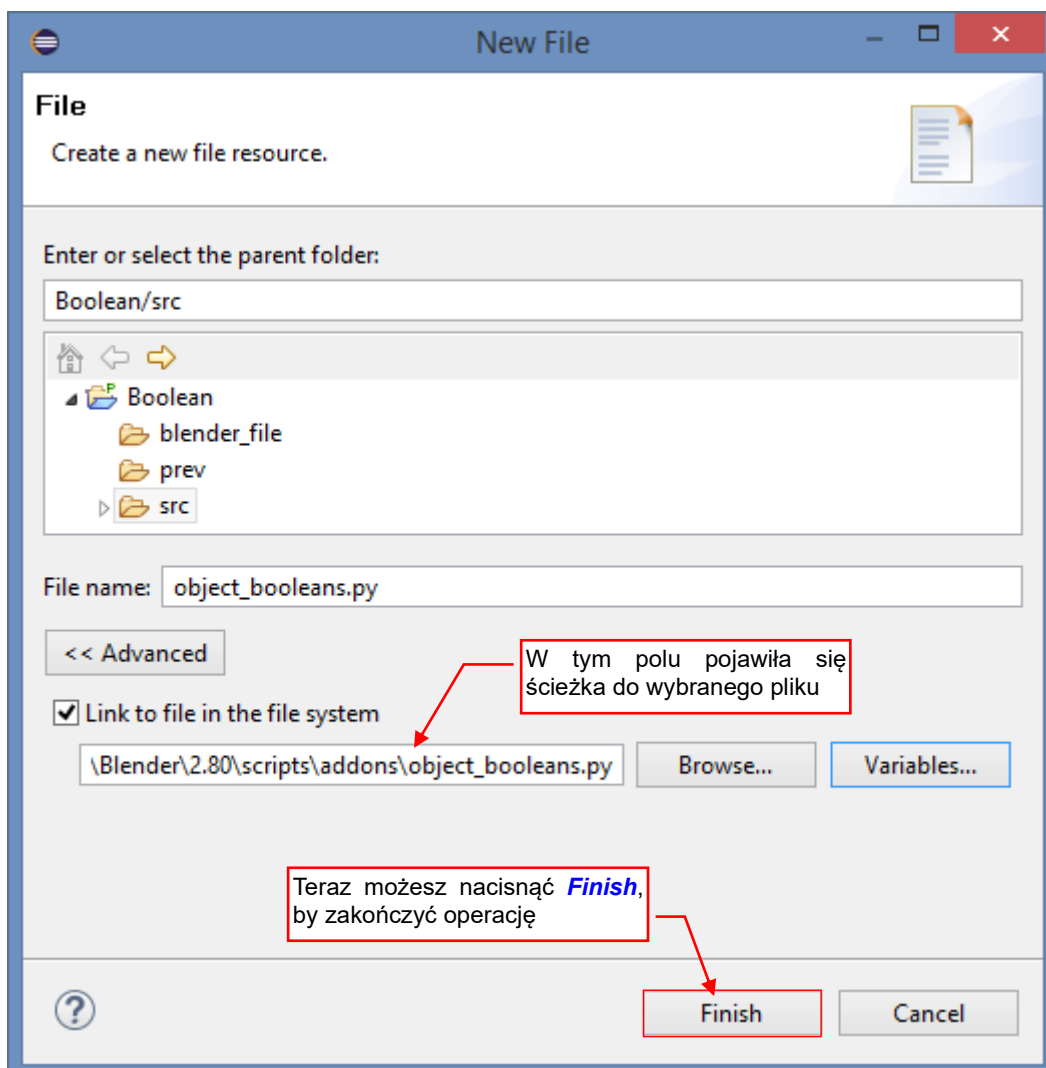 New File
File
Create a new file resource.
Enter or select the parent folder:
Boolean/src
Boolean
blender_file
prev
src
File name: object_booleans.py
<< Advanced
W tym polu pojawiła się
ścieżka do wybranego pliku
Link to file in the file system
\Blender\2.80\scripts\addons\object_booleans.py Browse... Variables...
Teraz możesz nacisnąć Finish,
by zakończyć operację
Finish Cancel